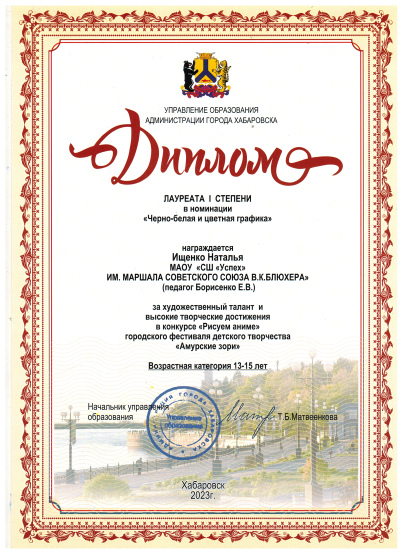 УПРАВЛЕНИЕ ОБРАЗОВАНИЯ
АДМИНИСТРАЦИИ ГОРОДА ХАБАРОВСКА
Диплом
ЛАУРЕАТА I СТЕПЕНИ
в номинации
«Черно-белая и цветная графика»
награждается
Ищенко Наталья
МАОУ «СШ «Успех»
ИМ. МАРШАЛА СОВЕТСКОГО СОЮЗА В.К.БЛЮХЕРА»
(педагог Борисенко Е.В.)
за художественный талант и
высокие творческие достижения
в конкурсе «Рисуем аниме»
городского фестиваля детского творчества
«Амурские зори»
Возрастная категория 13-15 лет
Начальник управления
образования
Т.Б.Матвеенкова
Управление
образования
Хабаровск
2023г.